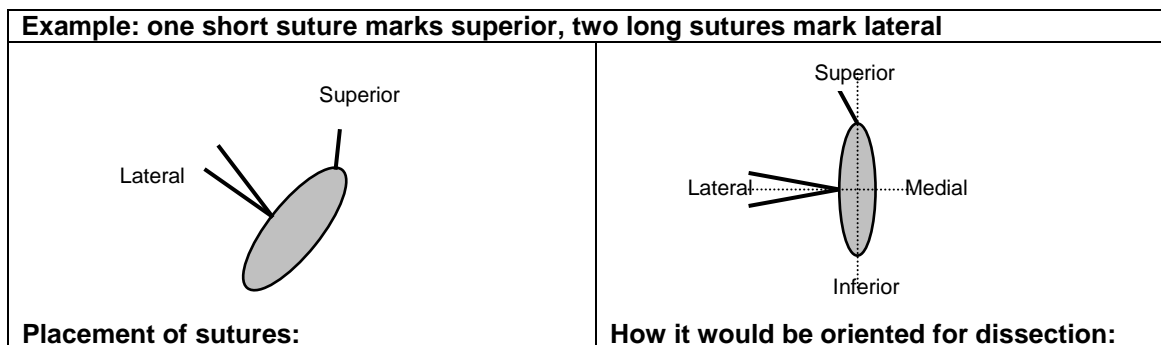 Example: one short suture marks superior, two long sutures mark lateral
Superior
Lateral
Placement of sutures:
Superior
Lateral
Medial
Inferior
How it would be oriented for dissection: